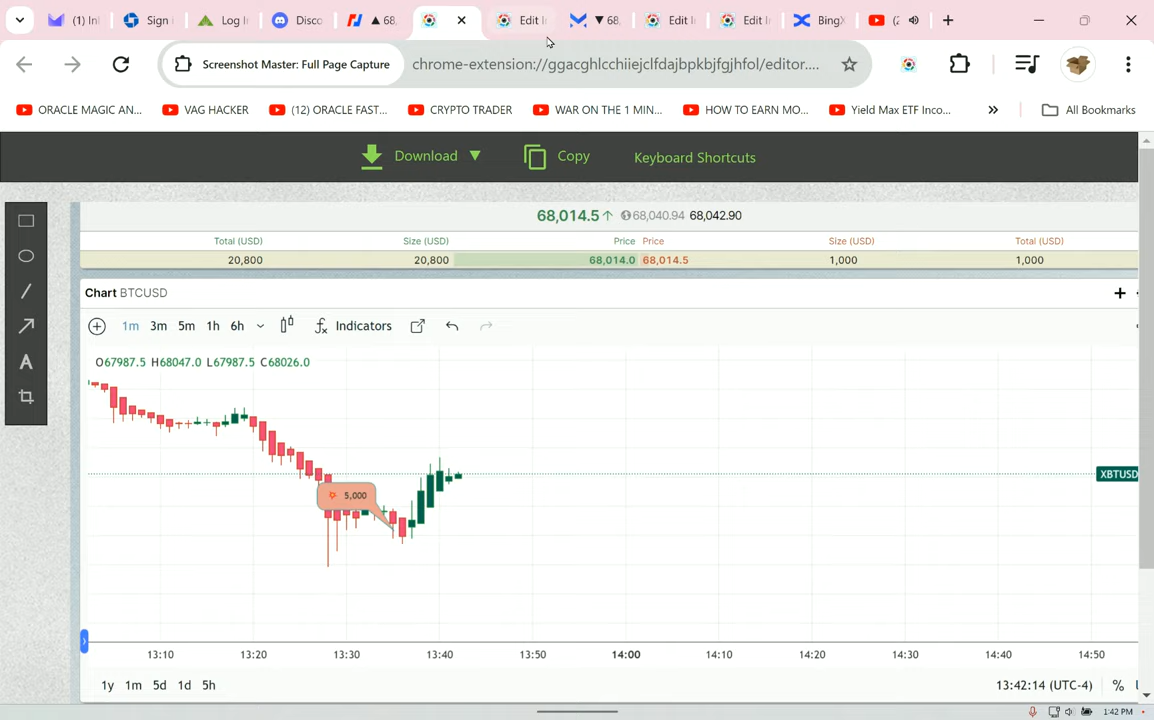 (1) In
Sign
Log I
Disco
▲ 68,
Edit I
▼ 68,
Edit I
Edit I
BingX
(2
Screenshot Master: Full Page Capture
chrome-extension://ggacghlcchiiejclfdajbpkbjfgjhfol/editor....
ORACLE MAGIC AN...
VAG HACKER
(12) ORACLE FAST...
CRYPTO TRADER
WAR ON THE 1 MIN...
HOW TO EARN MO...
Yield Max ETF Inco...
»
All Bookmarks
Download ▼
Copy
Keyboard Shortcuts
68,014.5↑ 68,040.94 68,042.90
Total (USD) Size (USD) Price Price Size (USD) Total (USD)
20,800 20,800 68,014.0 68,014.5 1,000 1,000
Chart BTCUSD
1m 3m 5m 1h 6h Indicators
O67987.5 H68047.0 L67987.5 C68026.0
XBTUSD
5,000
13:10 13:20 13:30 13:40 13:50 14:00 14:10 14:20 14:30 14:40 14:50
1y 1m 5d 1d 5h
13:42:14 (UTC-4) %
1:42 PM